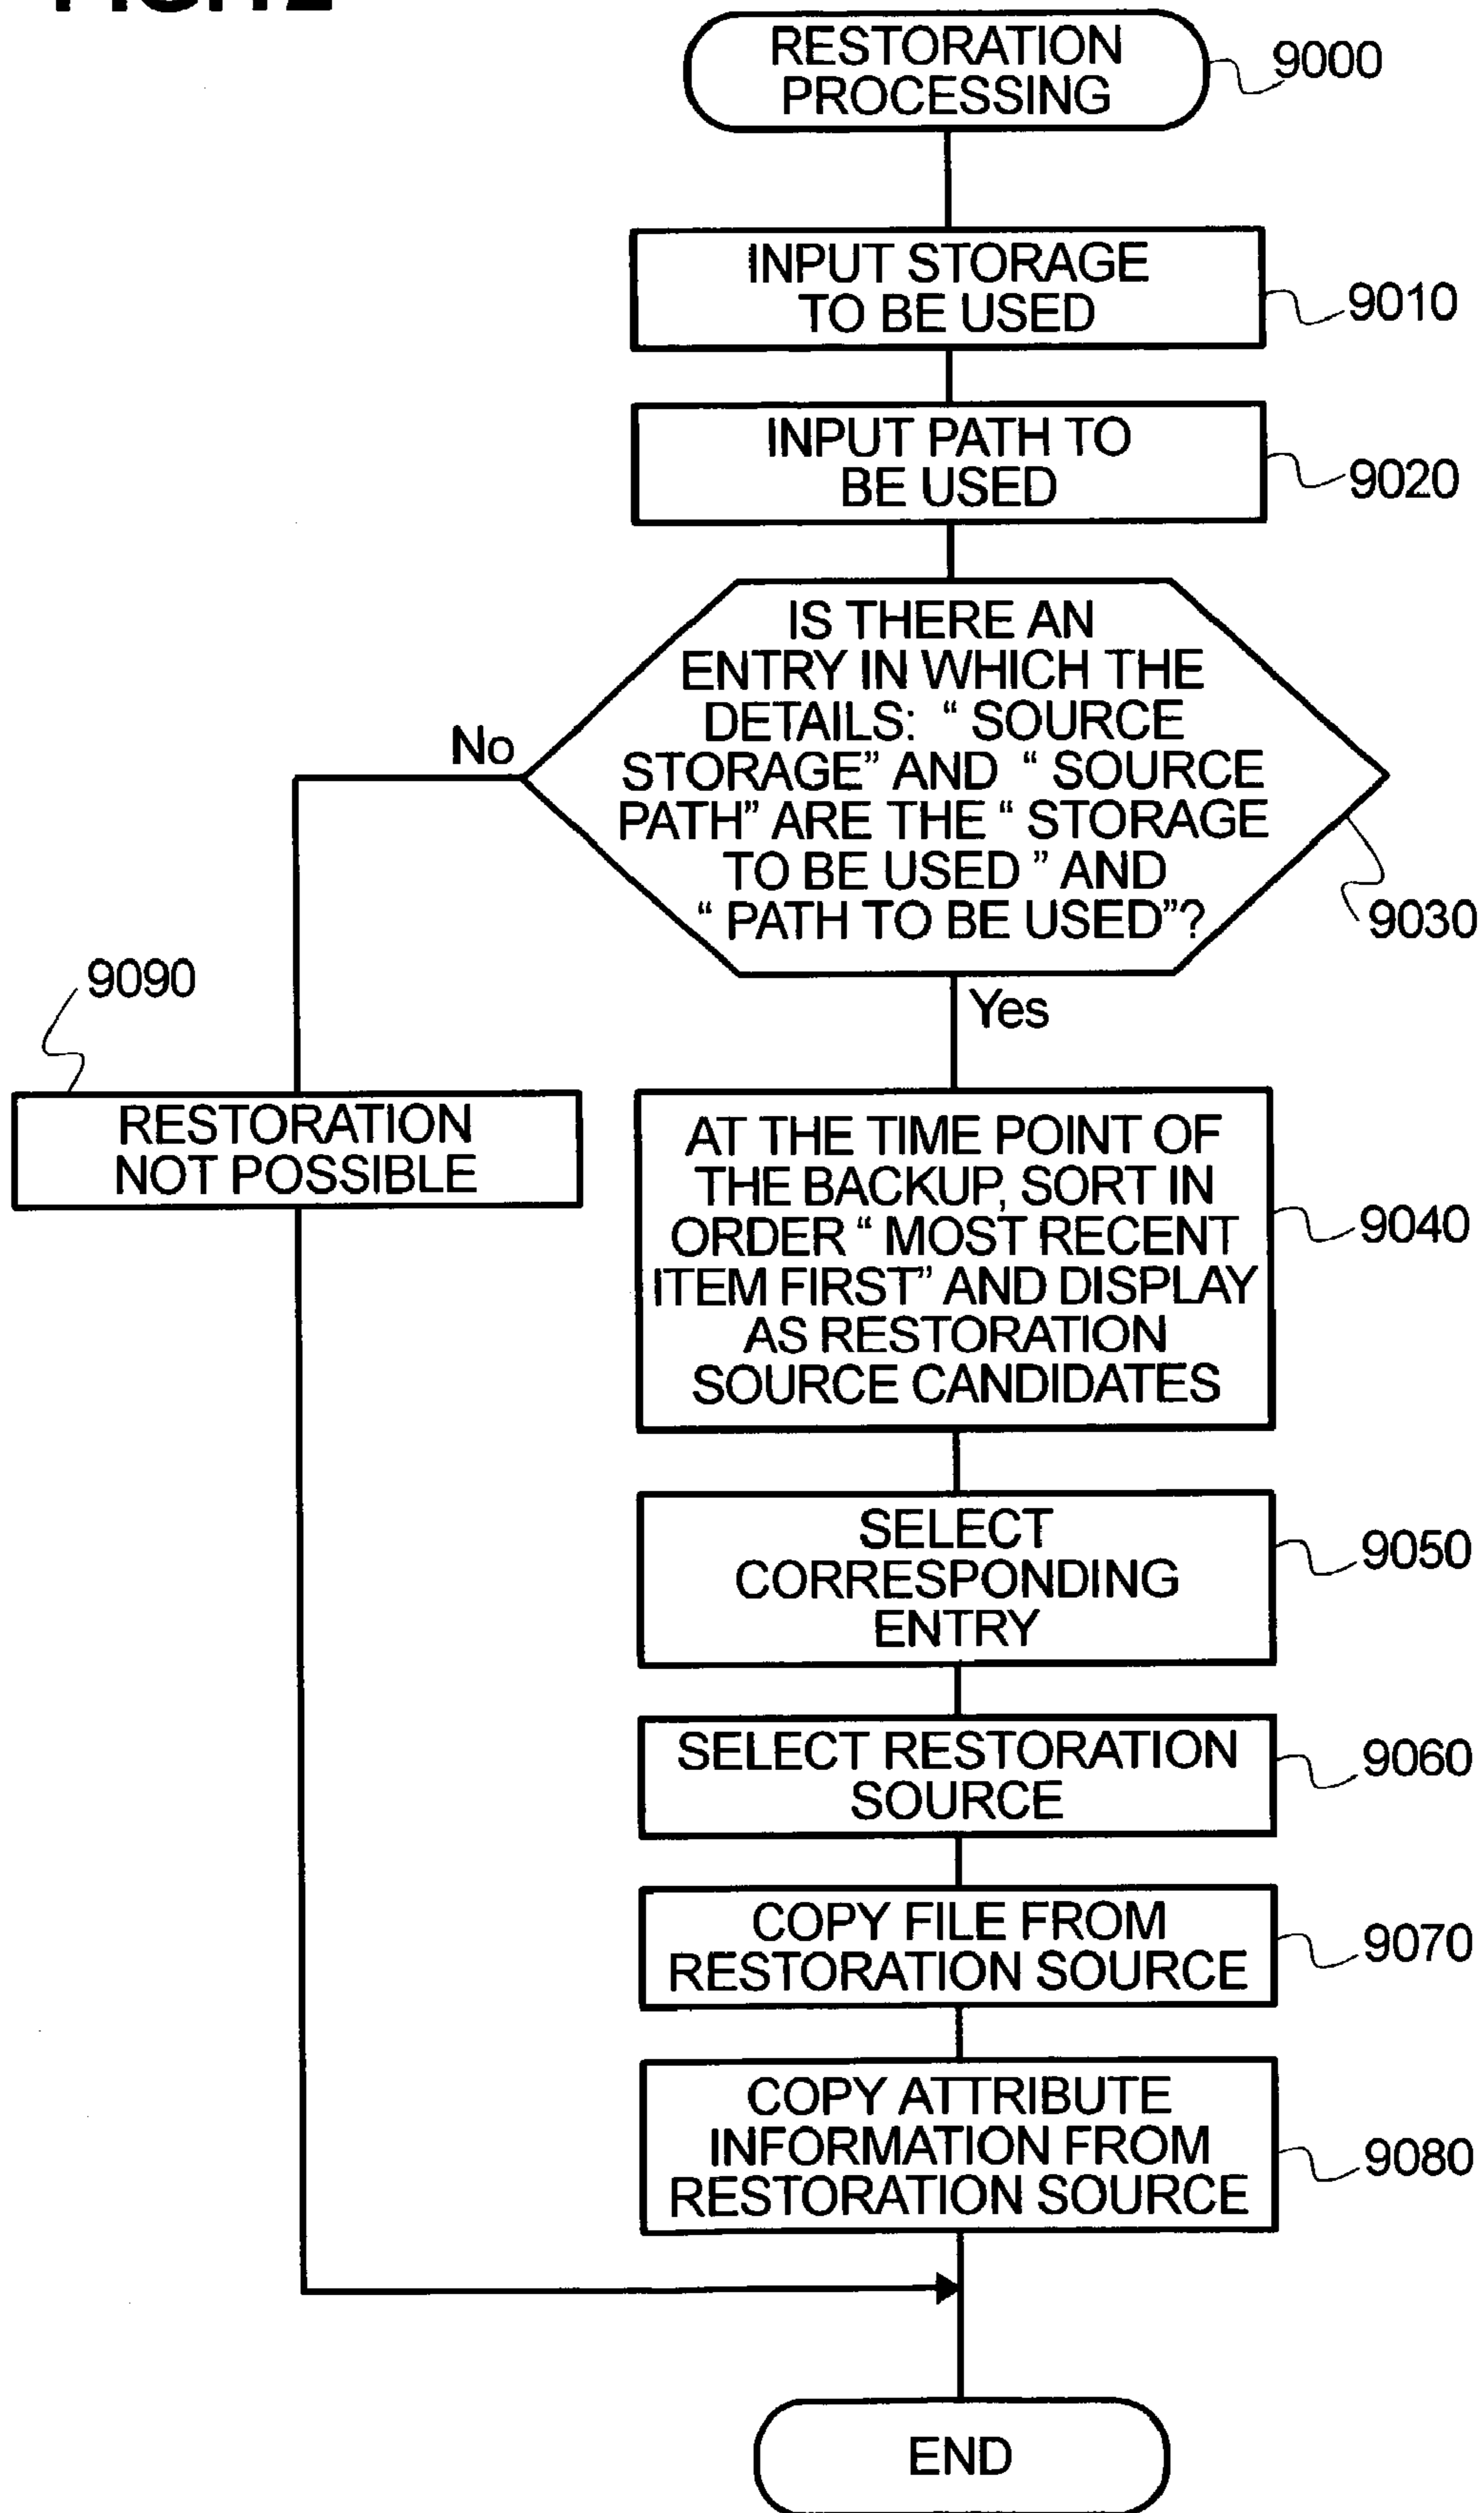 RESTORATION
PROCESSING
9000
INPUT STORAGE
TO BE USED
9010
INPUT PATH TO
BE USED
9020
IS THERE AN
ENTRY IN WHICH THE
DETAILS: “ SOURCE
STORAGE” AND “ SOURCE
PATH” ARE THE “ STORAGE
TO BE USED ” AND
“ PATH TO BE USED”?
9030
No
Yes
9090
RESTORATION
NOT POSSIBLE
AT THE TIME POINT OF
THE BACKUP, SORT IN
ORDER “ MOST RECENT
ITEM FIRST” AND DISPLAY
AS RESTORATION
SOURCE CANDIDATES
9040
SELECT
CORRESPONDING
ENTRY
9050
SELECT RESTORATION
SOURCE
9060
COPY FILE FROM
RESTORATION SOURCE
9070
COPY ATTRIBUTE
INFORMATION FROM
RESTORATION SOURCE
9080
END